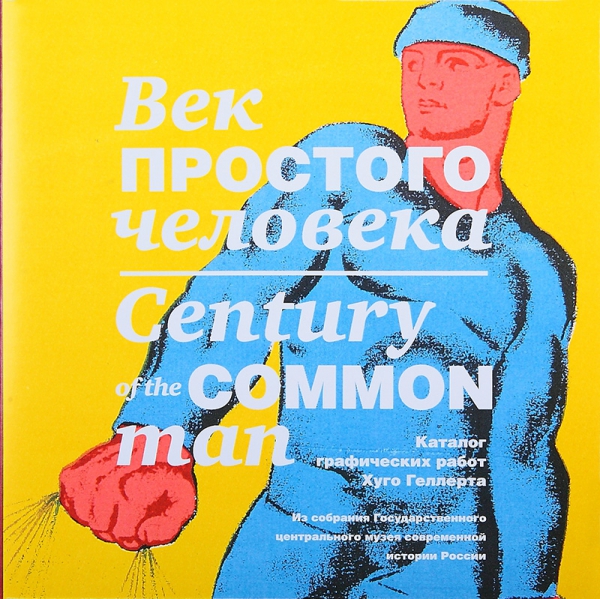 Век
ПРОСТОГО
человека
Century
of the COMMON
man
Каталог
графических работ
Хуго Геллерта
Из собрания Государственного
центрального музея современной
истории России